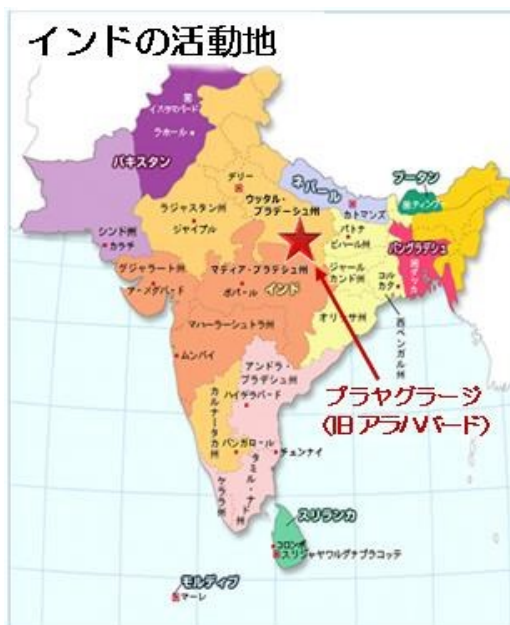 インドの活動地
イスラマバード
ラホール
パキスタン
デリー
ウッタル・
プラデーシュ州
ネパール
カトマンズ
ブータン
ティンプー
ラジャスタン州
ジャイプル
シンド州
カラチ
パトナ
ビハール州
バングラデシュ
ダッカ
グジャラート州
アーメダバード
マディア・プラデシュ州
ボパール
インド
ジャール
カンド州
コル
カタ
オリーサ州
西ベンガル州
マハーラーシュトラ州
ムンバイ
アンドラ・
プラデシュ州
ハイデラバード
プラヤグラージ
(旧アラハバード)
カルナータカ州
バンガロール
チェンナイ
タミル・ナドゥ州
ケララ州
スリランカ
コロンボ
スリジャヤワルダナプラコッテ
モルディブ
マーレ